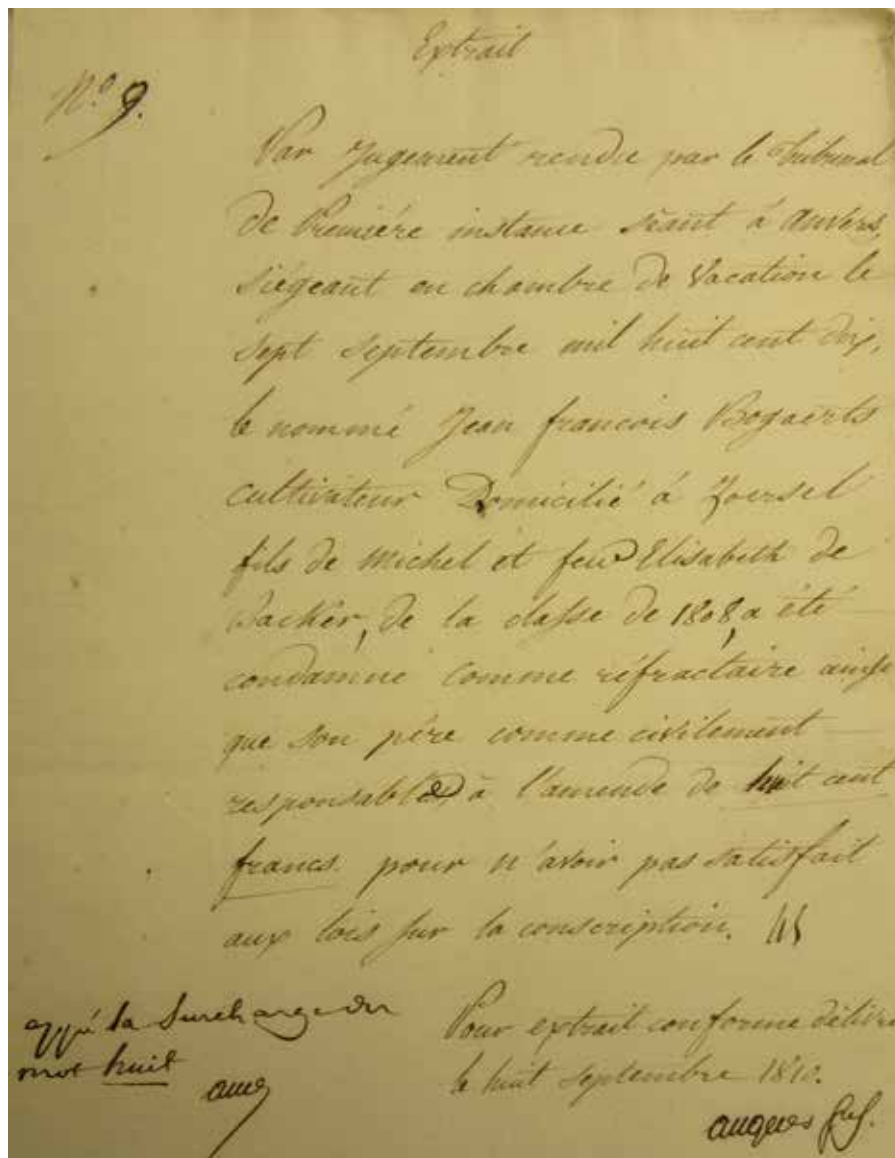 Extrait
N.º 9.
Par Jugement rendu par le Tribunal
de Première instance séant à Anvers,
siégeant en chambre de Vacation le
sept septembre mil huit cent dix,
le nommé Jean françois Bogaerts
cultivateur Domicilié à Zoersel
fils de Michel et feue Elisabeth de
Backer, de la classe de 1808, a été
condamné comme réfractaire ainsi
que son père comme civilement
responsable à l'amende de huit cent
francs. pour n'avoir pas satisfait
aux lois sur la conscription.
Pour extrait conforme délivré
le huit septembre 1810.
appé la Surcharge du
mot huit